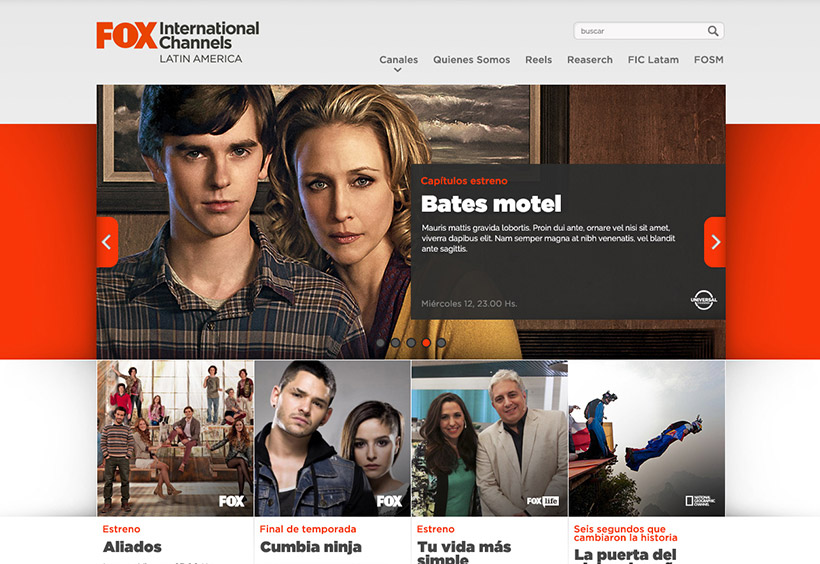 FOX International
Channels
LATIN AMERICA
buscar
Canales Quienes Somos Reels Reaserch FIC Latam FOSM
Capítulos estreno
Bates motel
Mauris mattis gravida lobortis. Proin dui ante, ornare vel nisi sit amet,
viverra dapibus elit. Nam semper magna at nibh venenatis, vel blandit
ante sagittis.
Miércoles 12, 23.00 Hs.
UNIVERSAL
FOX
FOX
FOX life
NATIONAL
GEOGRAPHIC
CHANNEL
Estreno
Aliados
Final de temporada
Cumbia ninja
Estreno
Tu vida más
simple
Seis segundos que
cambiaron la historia
La puerta del